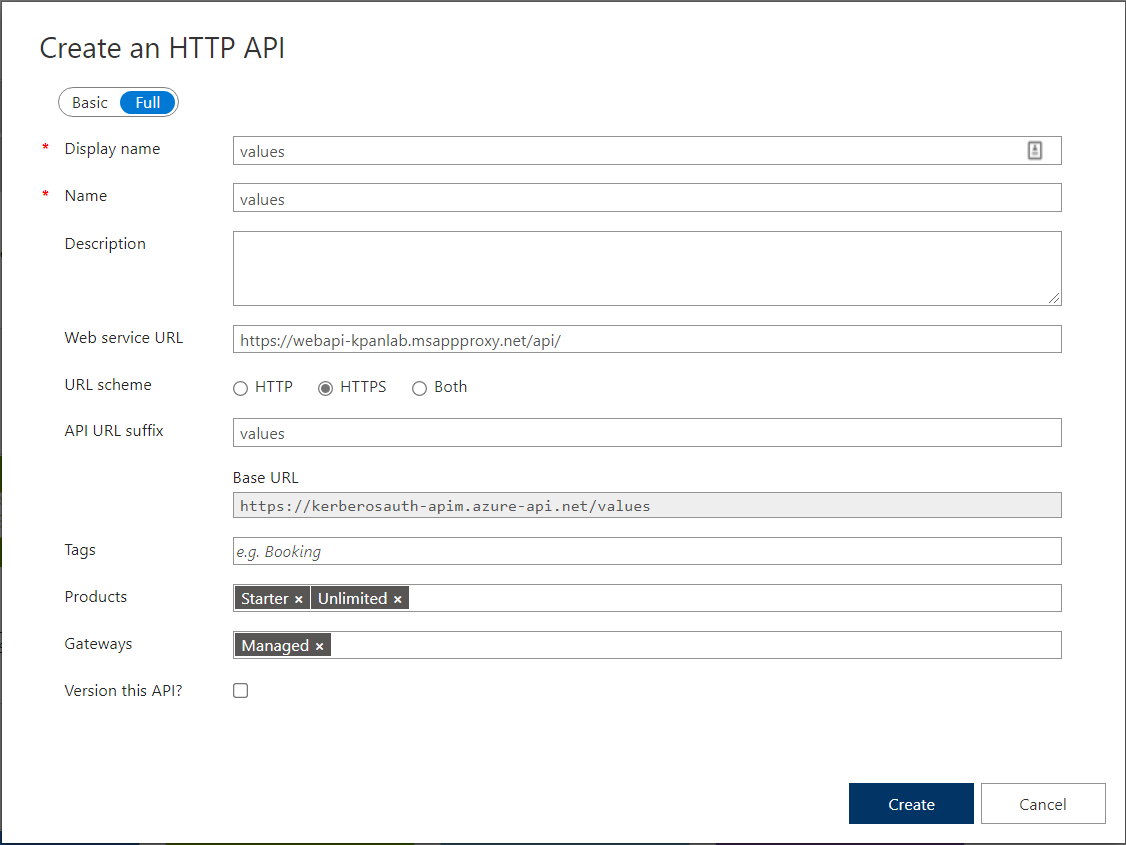 Create an HTTP API
Basic Full
* Display name values
* Name values
Description
Web service URL https://webapi-kpanlab.msappproxy.net/api/
URL scheme HTTP HTTPS Both
API URL suffix values
Base URL
https://kerberosauth-apim.azure-api.net/values
Tags e.g. Booking
Products Starter × Unlimited ×
Gateways Managed ×
Version this API?
Create Cancel